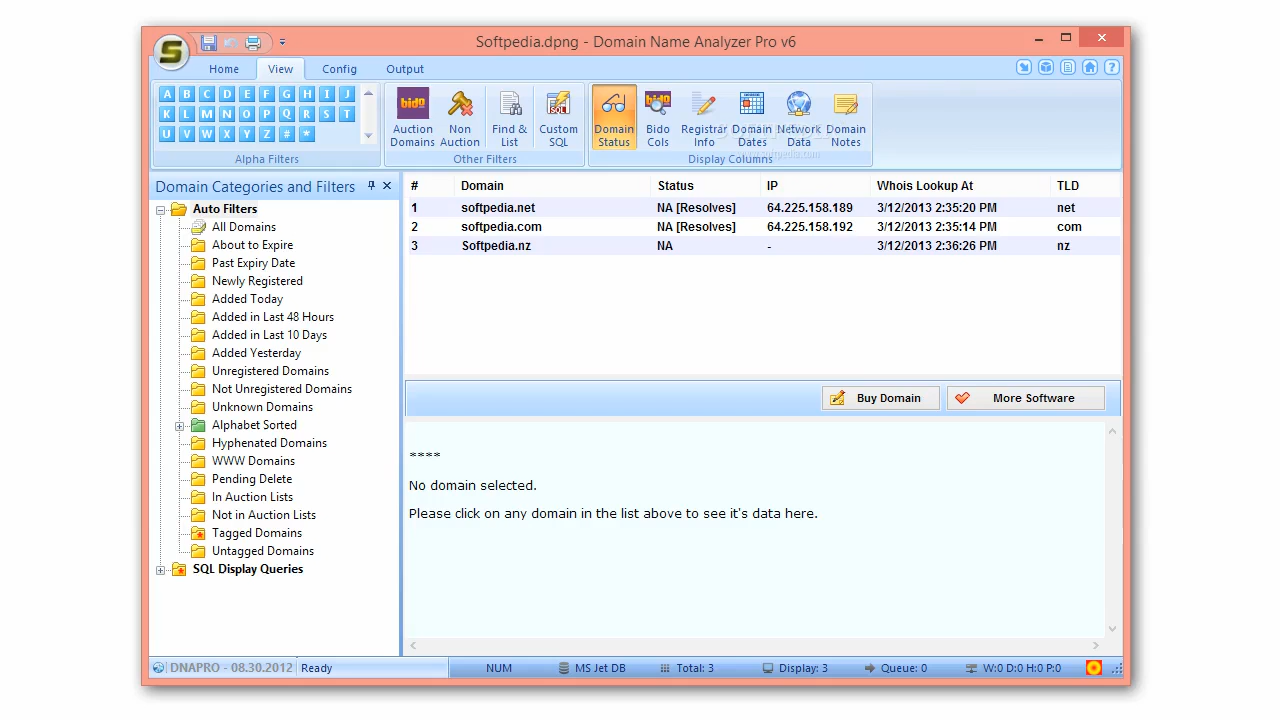 S
Softpedia.dpng - Domain Name Analyzer Pro v6
Home View Config Output
A B C D E F G H I J
K L M N O P Q R S T
U V W X Y Z # *
Alpha Filters
bido Auction Domains
Non Auction
Find & List
SQL Custom SQL
Other Filters
Domain Status
bido Bido Cols
Registrar Info
Domain Dates
Network Data
Domain Notes
Display Columns
Domain Categories and Filters
Auto Filters
All Domains
About to Expire
Past Expiry Date
Newly Registered
Added Today
Added in Last 48 Hours
Added in Last 10 Days
Added Yesterday
Unregistered Domains
Not Unregistered Domains
Unknown Domains
Alphabet Sorted
Hyphenated Domains
WWW Domains
Pending Delete
In Auction Lists
Not in Auction Lists
Tagged Domains
Untagged Domains
SQL Display Queries
# Domain Status IP Whois Lookup At TLD
1 softpedia.net NA [Resolves] 64.225.158.189 3/12/2013 2:35:20 PM net
2 softpedia.com NA [Resolves] 64.225.158.192 3/12/2013 2:35:14 PM com
3 Softpedia.nz NA - 3/12/2013 2:36:26 PM nz
Buy Domain More Software
****
No domain selected.
Please click on any domain in the list above to see it's data here.
DNAPRO - 08.30.2012 Ready NUM MS Jet DB Total: 3 Display: 3 Queue: 0 W:0 D:0 H:0 P:0